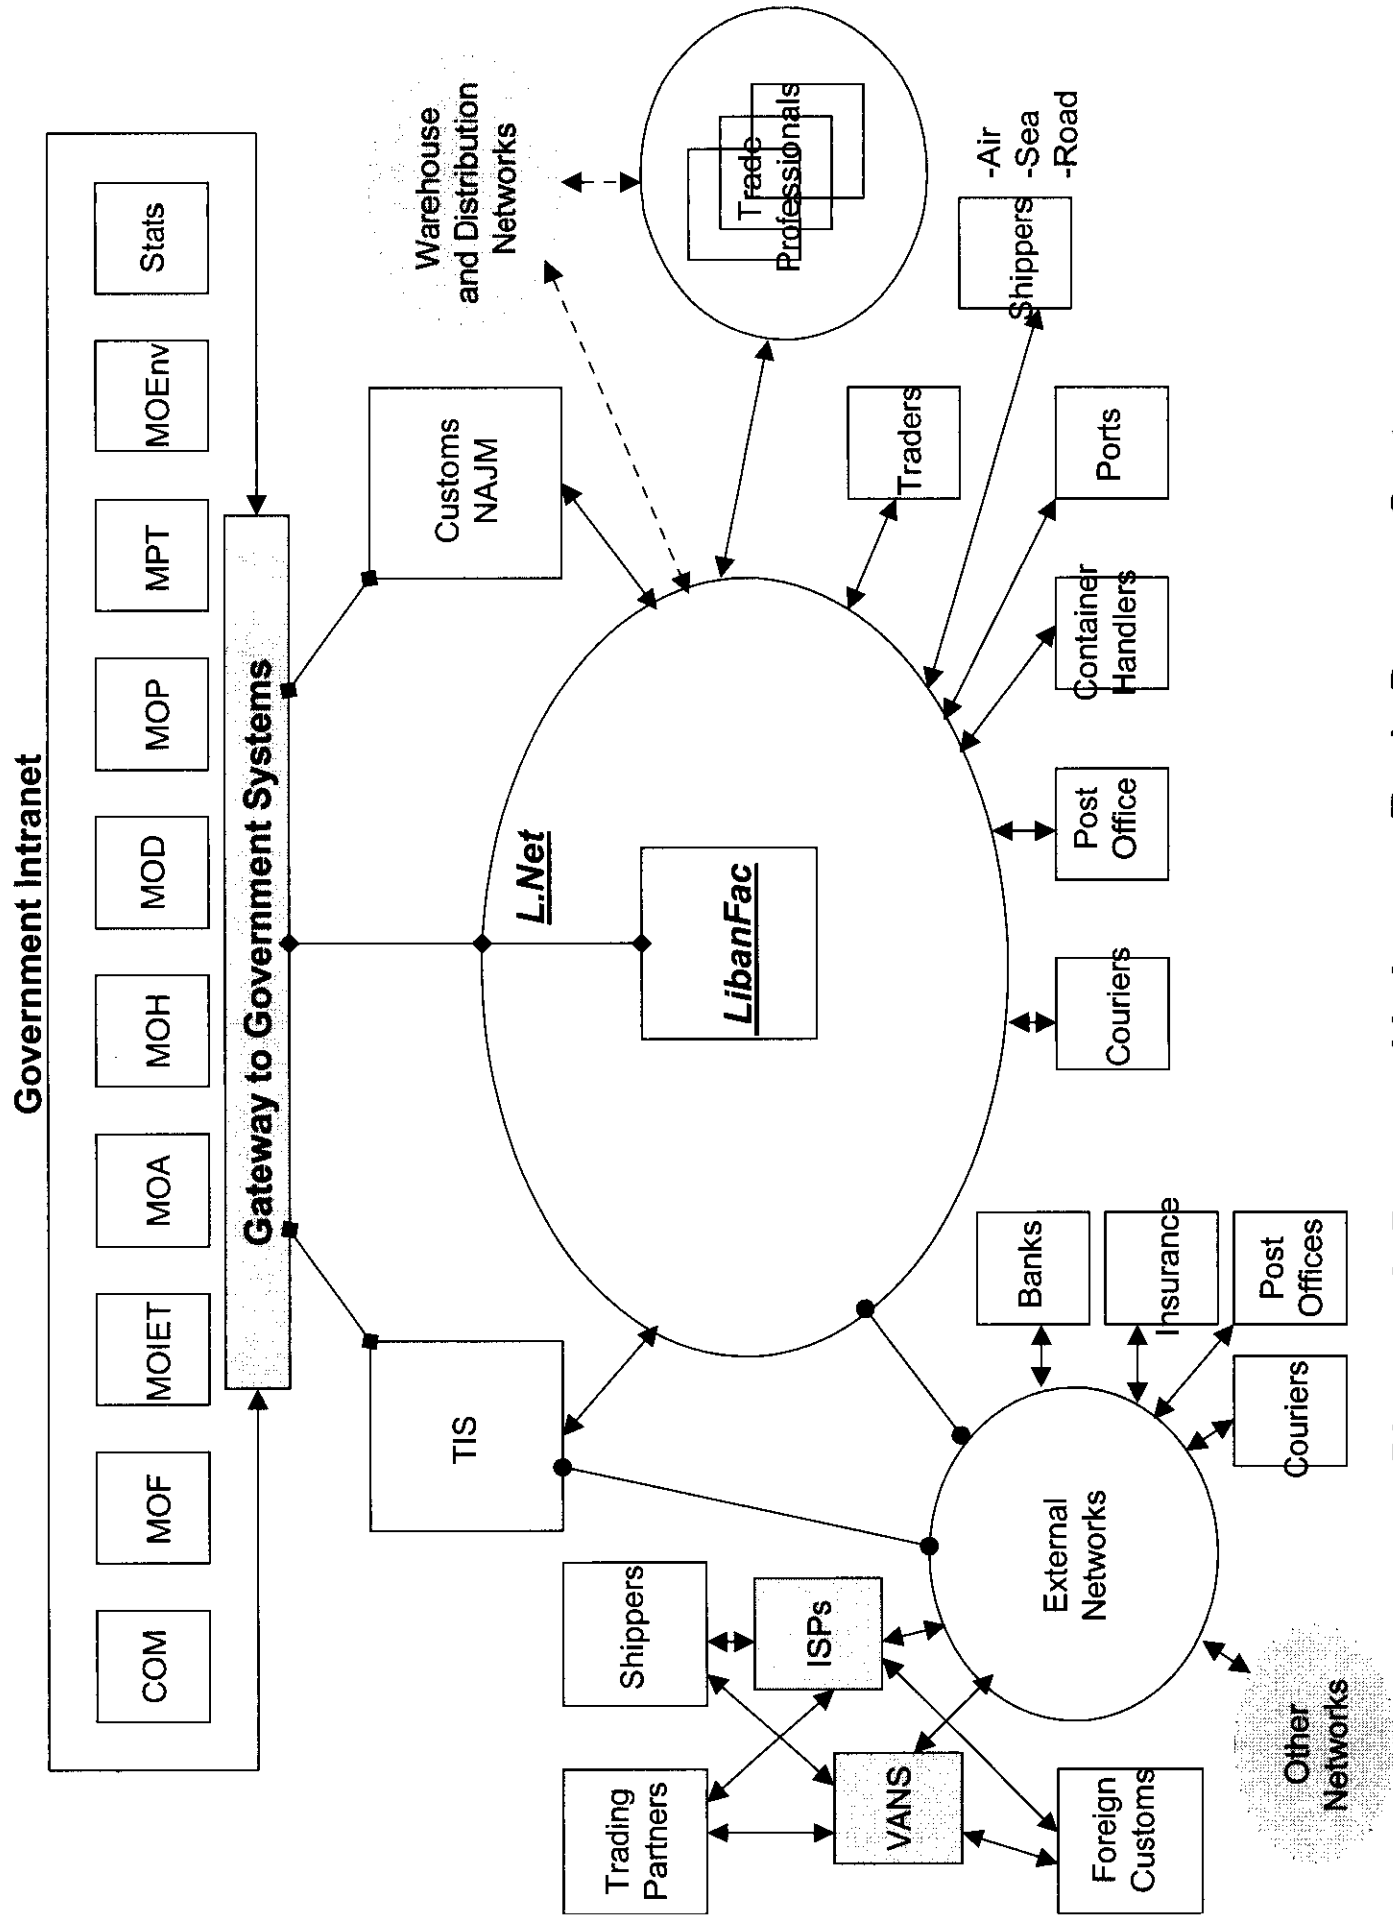 Government Intranet
COM
MOF
MOIET
MOA
MOH
MOD
MOP
MPT
MOEnv
Stats
Gateway to Government Systems
TIS
Customs
NAJM
Warehouse
and Distribution
Networks
L.Net
LibanFac
Trade
Professionals
Shippers
-Air
-Sea
-Road
Traders
Ports
Container
Handlers
Post
Office
Couriers
Banks
Insurance
Post
Offices
Couriers
External
Networks
Shippers
ISPs
Trading
Partners
VANS
Foreign
Customs
Other
Networks